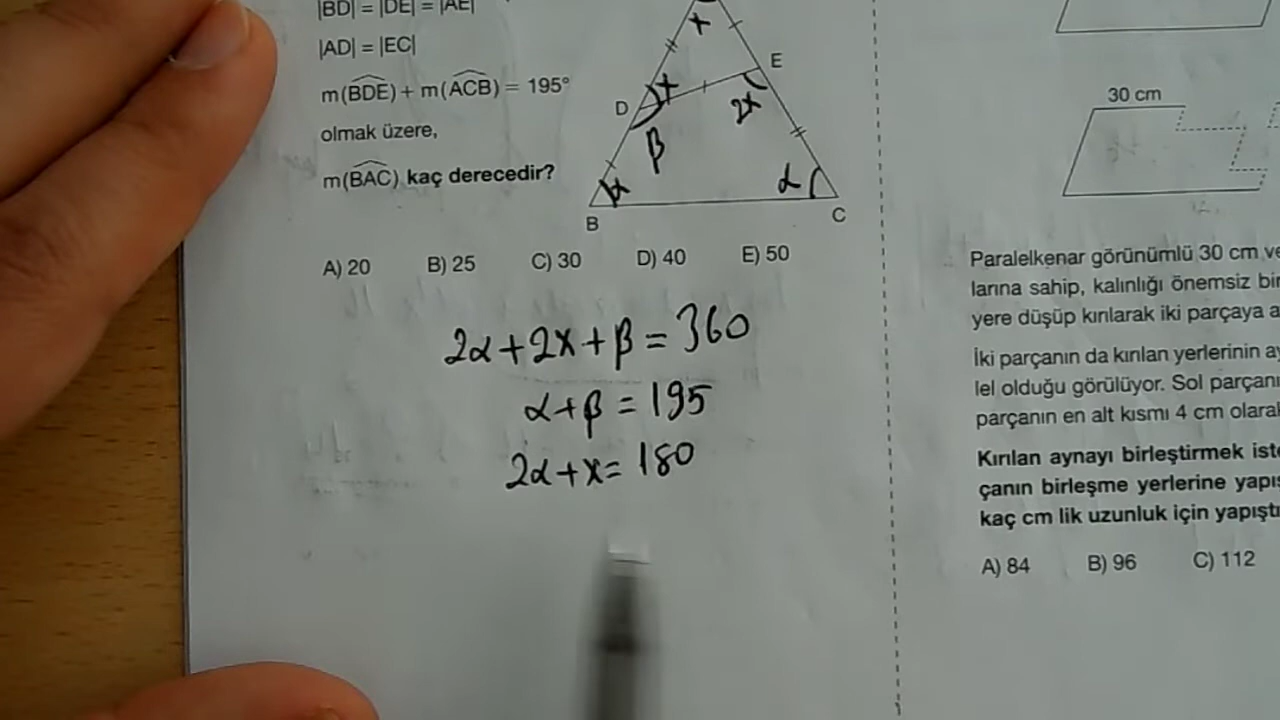 |BD| = |DE| = |AE|
|AD| = |EC|
m(BDE) + m(ACB) = 195°
olmak üzere,
m(BAC) kaç derecedir?
x
E
D
x
2x
β
α
α
B
C
A) 20 B) 25 C) 30 D) 40 E) 50
2α+2x+β=360
α+β=195
2α+x=180
30 cm
Paralelkenar görünümlü 30 cm ve
larına sahip, kalınlığı önemsiz bir
yere düşüp kırılarak iki parçaya a
İki parçanın da kırılan yerlerinin ay
lel olduğu görülüyor. Sol parçanı
parçanın en alt kısmı 4 cm olarak
Kırılan aynayı birleştirmek iste
çanın birleşme yerlerine yapış
kaç cm lik uzunluk için yapıştı
A) 84 B) 96 C) 112